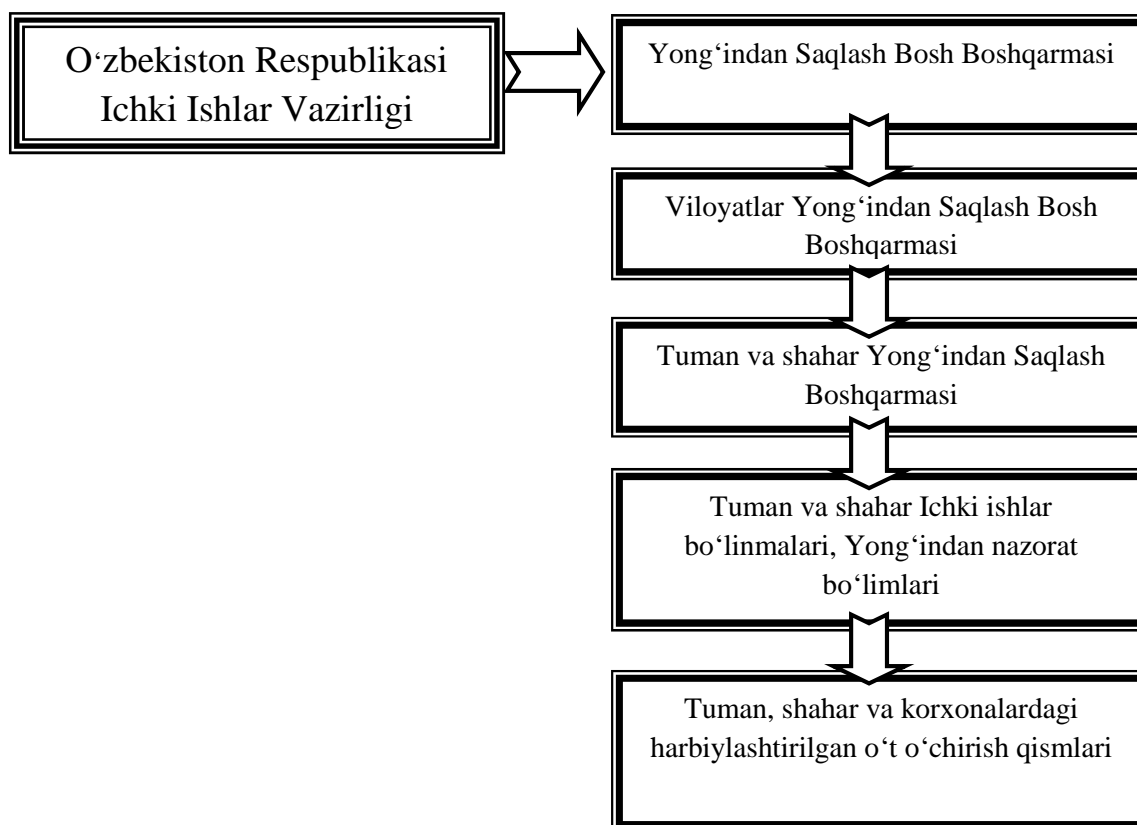 O‘zbekiston Respublikasi
Ichki Ishlar Vazirligi
Yong‘indan Saqlash Bosh Boshqarmasi
Viloyatlar Yong‘indan Saqlash Bosh
Boshqarmasi
Tuman va shahar Yong‘indan Saqlash
Boshqarmasi
Tuman va shahar Ichki ishlar
bo‘linmalari, Yong‘indan nazorat
bo‘limlari
Tuman, shahar va korxonalardagi
harbiylashtirilgan o‘t o‘chirish qismlari